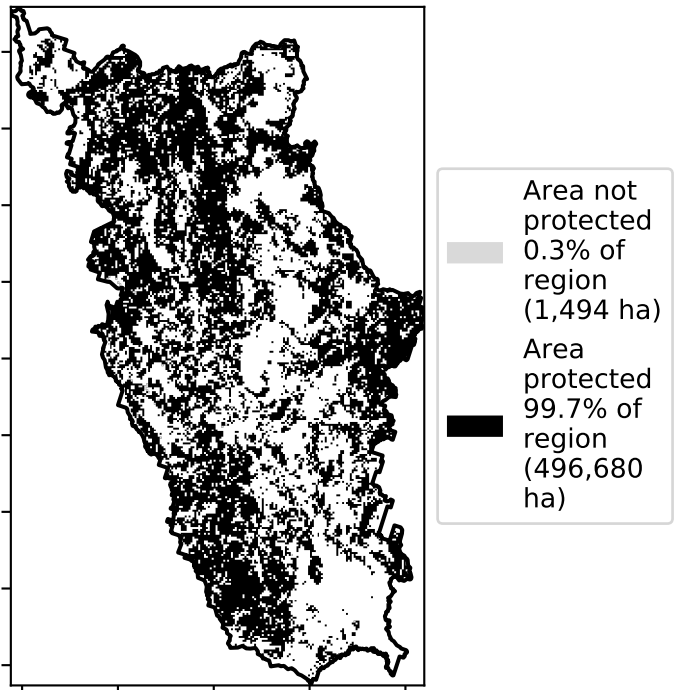 Area not
protected
0.3% of
region
(1,494 ha)
Area
protected
99.7% of
region
(496,680
ha)